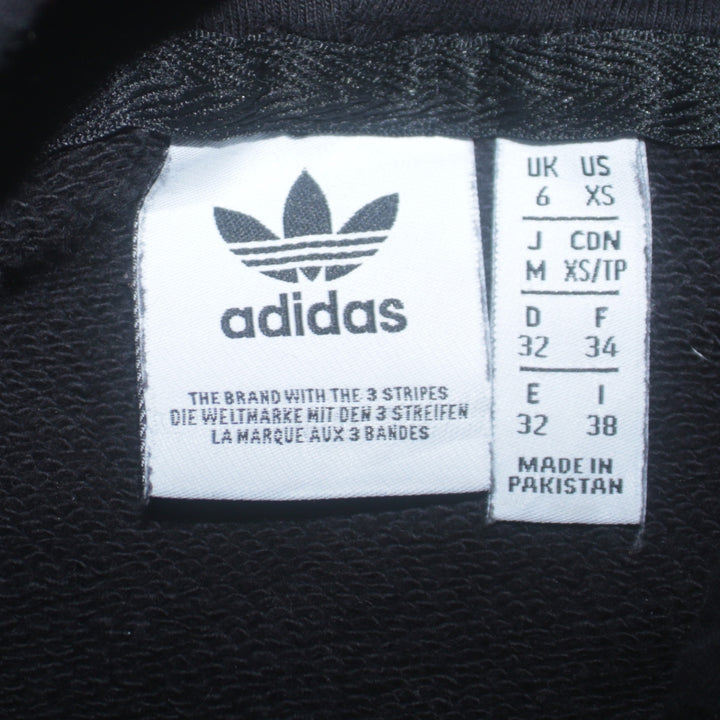 adidas
THE BRAND WITH THE 3 STRIPES
DIE WELTMARKE MIT DEN 3 STREIFEN
LA MARQUE AUX 3 BANDES
UK US
6 XS
J CDN
M XS/TP
D F
32 34
E I
32 38
MADE IN
PAKISTAN